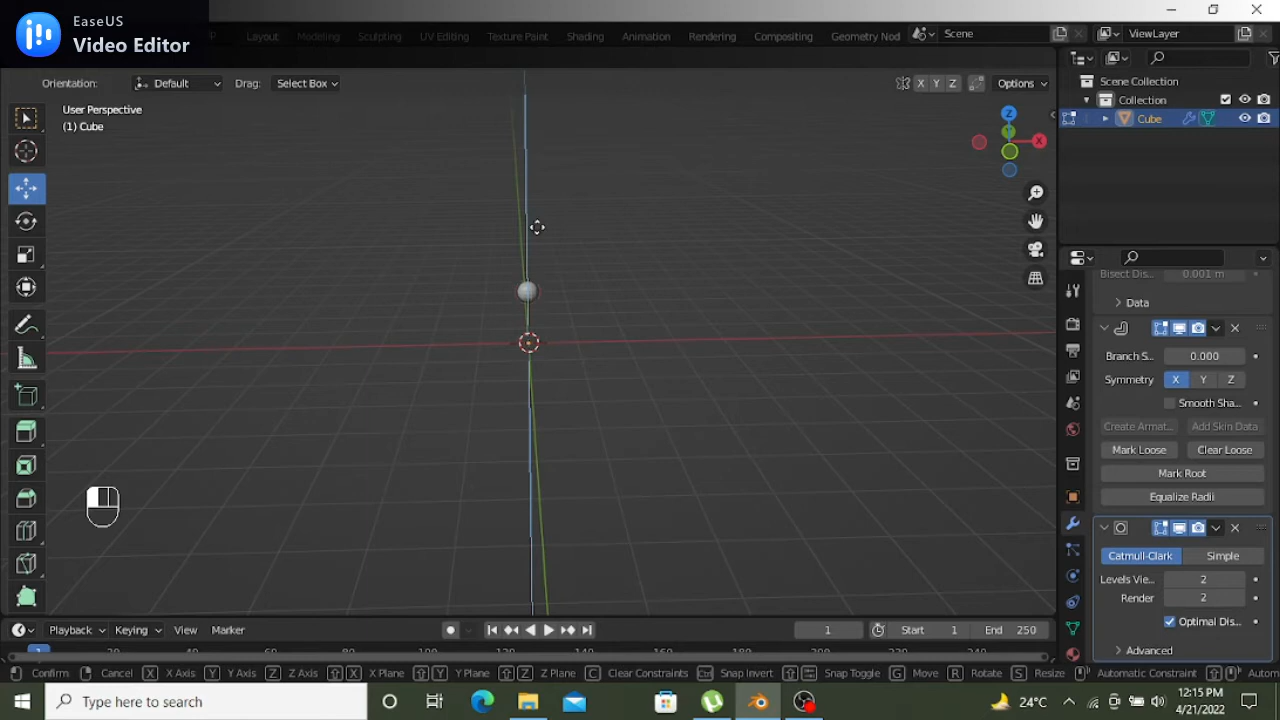 EaseUS
Video Editor
Layout Modeling Sculpting UV Editing Texture Paint Shading Animation Rendering Compositing Geometry Nod Scene ViewLayer
Orientation: Default Drag: Select Box X Y Z Options
User Perspective
(1) Cube
Z
X
Scene Collection
Collection
Cube
Bisect Dis... 0.001 m
Data
Branch S... 0.000
Symmetry X Y Z
Smooth Sha...
Create Armat... Add Skin Data
Mark Loose Clear Loose
Mark Root
Equalize Radii
Catmull-Clark Simple
Levels Vie... 2
Render 2
Optimal Dis...
Advanced
Playback Keying View Marker 1 Start 1 End 250
Confirm Cancel X X Axis Y Y Axis Z Z Axis X X Plane Y Y Plane Z Z Plane C Clear Constraints Snap Invert Snap Toggle G Move R Rotate S Resize Automatic Constraint Automatic
Type here to search
24°C
12:15 PM
4/21/2022